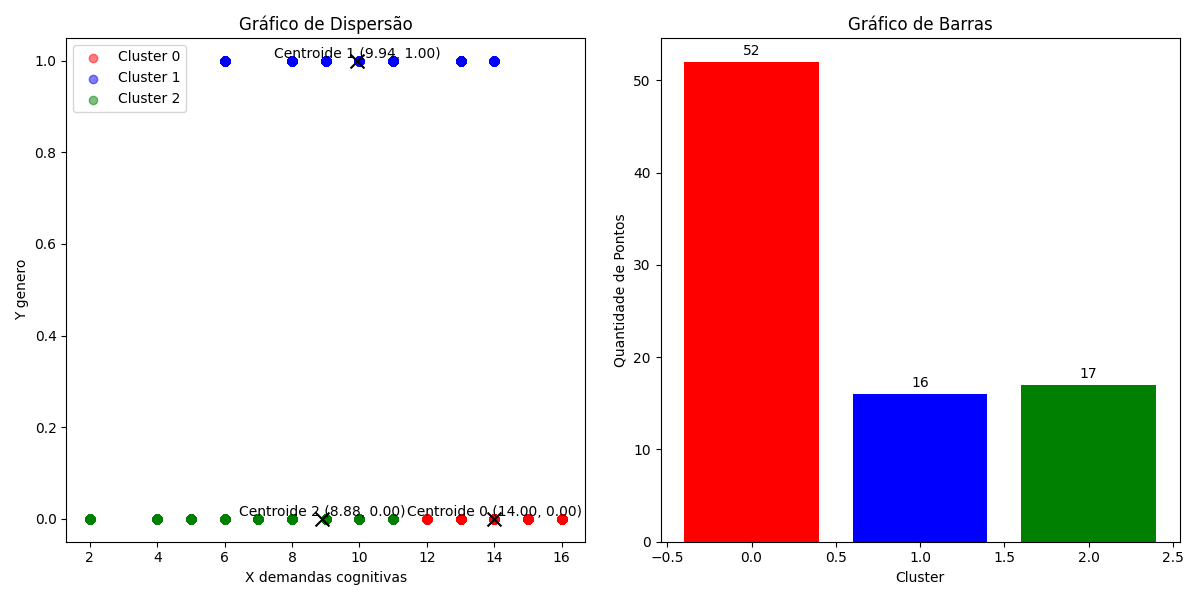 Gráfico de Dispersão
Cluster 0
Cluster 1
Cluster 2
Centroide 1 (9.94, 1.00)
Centroide 2 (8.88, 0.00)
Centroide 0 (14.00, 0.00)
1.0
0.8
0.6
0.4
0.2
0.0
Y genero
2 4 6 8 10 12 14 16
X demandas cognitivas
Gráfico de Barras
52
16
17
50
40
30
20
10
0
Quantidade de Pontos
−0.5 0.0 0.5 1.0 1.5 2.0 2.5
Cluster